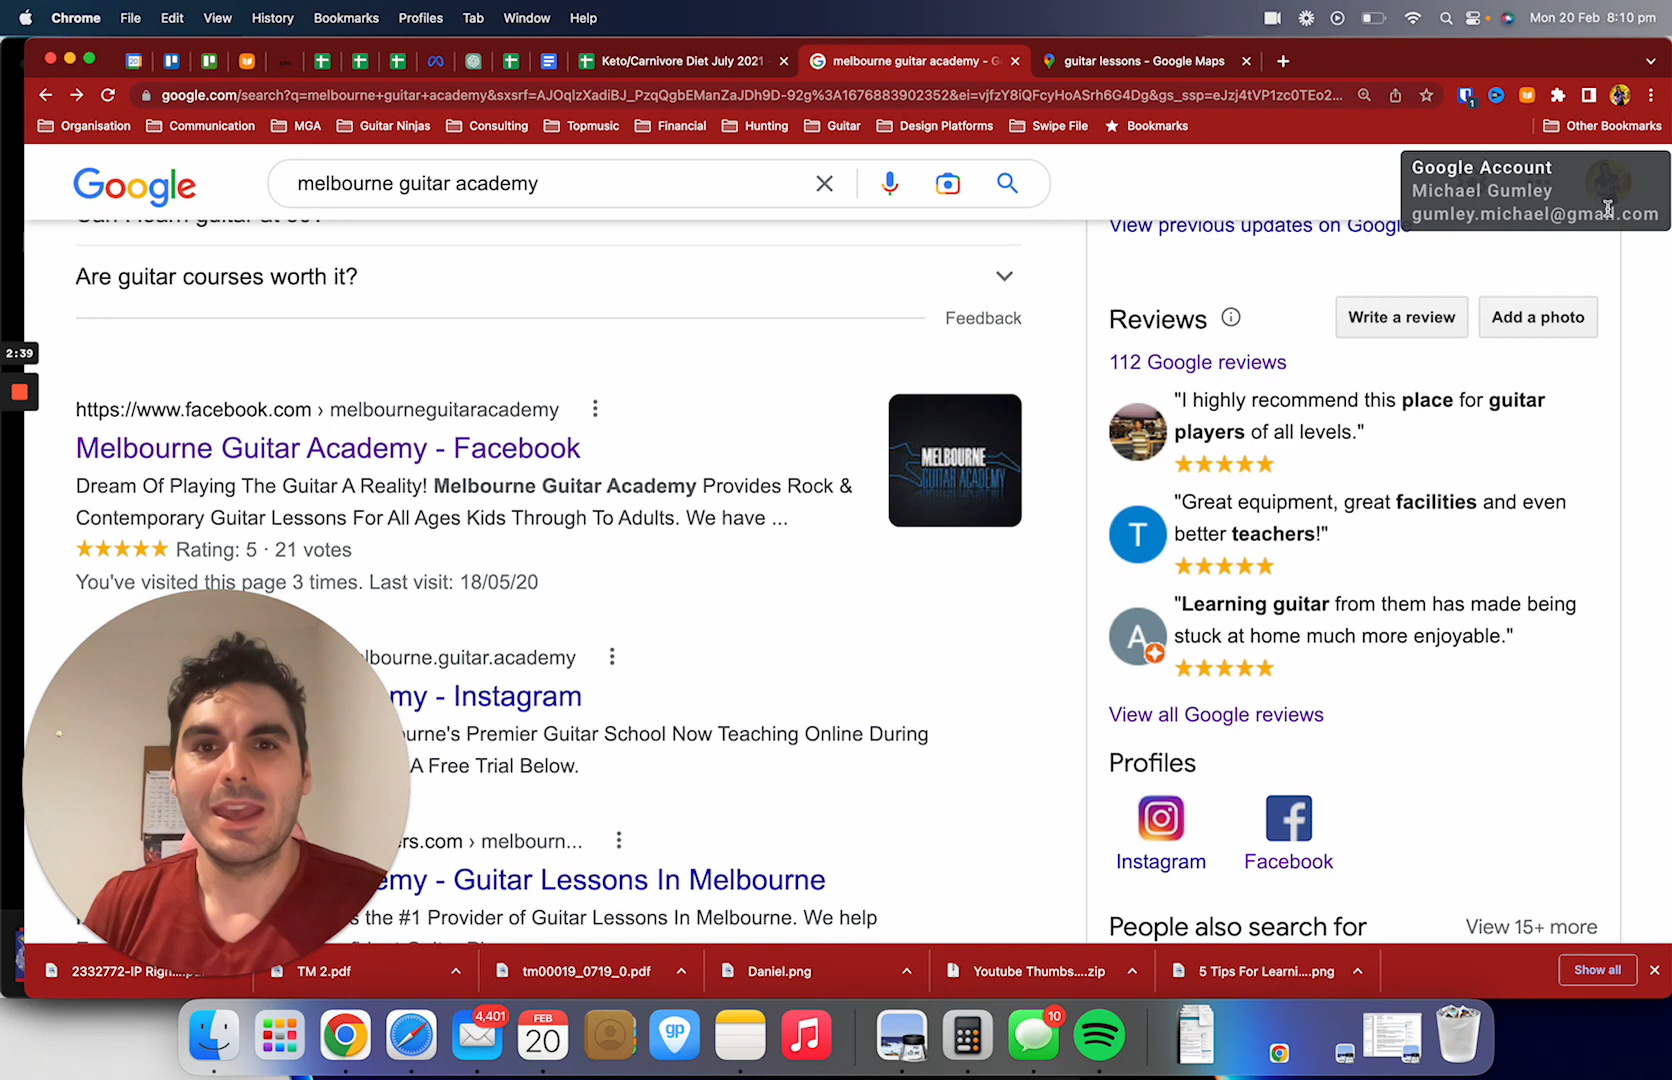 Chrome File Edit View History Bookmarks Profiles Tab Window Help
Mon 20 Feb 8:10 pm
Keto/Carnivore Diet July 2021
melbourne guitar academy - G
guitar lessons - Google Maps
google.com/search?q=melbourne+guitar+academy&sxsrf=AJOqlzXadiBJ_PzqQgbEManZaJDh9D-92g%3A1676883902352&ei=vjfzY8iQFcyHoASrh6G4Dg&gs_ssp=eJzj4tVP1zc0TEo2...
Organisation Communication MGA Guitar Ninjas Consulting Topmusic Financial Hunting Guitar Design Platforms Swipe File Bookmarks Other Bookmarks
Google
melbourne guitar academy
Google Account
Michael Gumley
gumley.michael@gmail.com
View previous updates on Google
Are guitar courses worth it?
Feedback
2:39
https://www.facebook.com › melbourneguitaracademy
Melbourne Guitar Academy - Facebook
Dream Of Playing The Guitar A Reality! Melbourne Guitar Academy Provides Rock &
Contemporary Guitar Lessons For All Ages Kids Through To Adults. We have ...
Rating: 5 · 21 votes
You've visited this page 3 times. Last visit: 18/05/20
MELBOURNE
GUITAR ACADEMY
lbourne.guitar.academy
my - Instagram
urne's Premier Guitar School Now Teaching Online During
A Free Trial Below.
rs.com › melbourn...
emy - Guitar Lessons In Melbourne
s the #1 Provider of Guitar Lessons In Melbourne. We help
Reviews
Write a review
Add a photo
112 Google reviews
"I highly recommend this place for guitar
players of all levels."
T
"Great equipment, great facilities and even
better teachers!"
A
"Learning guitar from them has made being
stuck at home much more enjoyable."
View all Google reviews
Profiles
Instagram
Facebook
People also search for
View 15+ more
2332772-IP Righ...
TM 2.pdf
tm00019_0719_0.pdf
Daniel.png
Youtube Thumbs....zip
5 Tips For Learni....png
Show all
4,401
FEB
20
gp
10